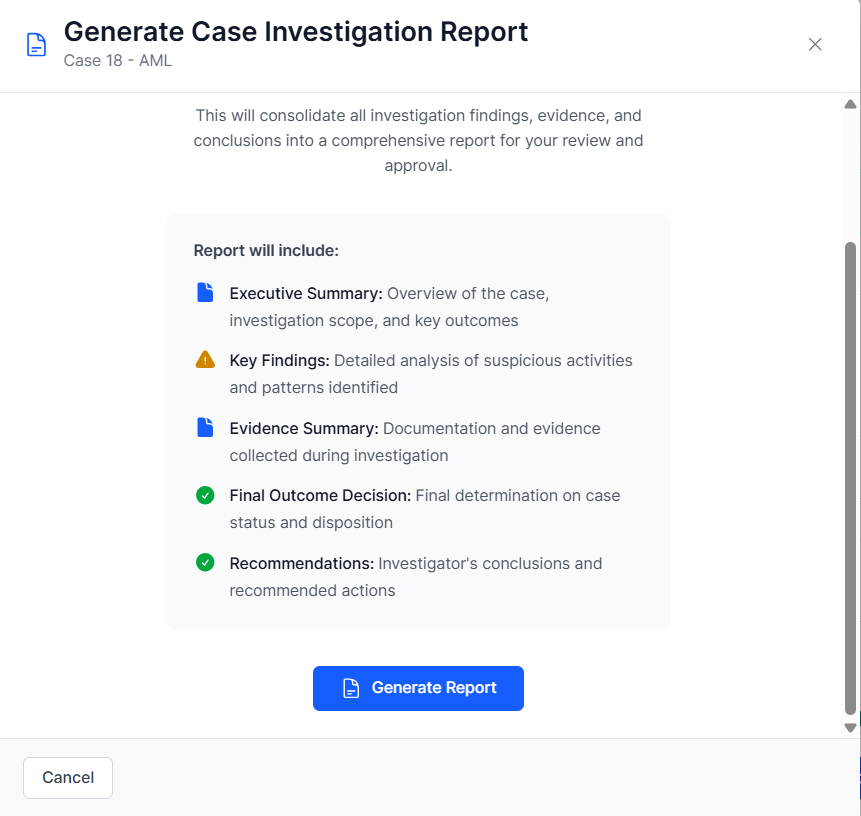 Generate Case Investigation Report
Case 18 - AML
This will consolidate all investigation findings, evidence, and
conclusions into a comprehensive report for your review and
approval.
Report will include:
Executive Summary: Overview of the case,
investigation scope, and key outcomes
Key Findings: Detailed analysis of suspicious activities
and patterns identified
Evidence Summary: Documentation and evidence
collected during investigation
Final Outcome Decision: Final determination on case
status and disposition
Recommendations: Investigator's conclusions and
recommended actions
Generate Report
Cancel